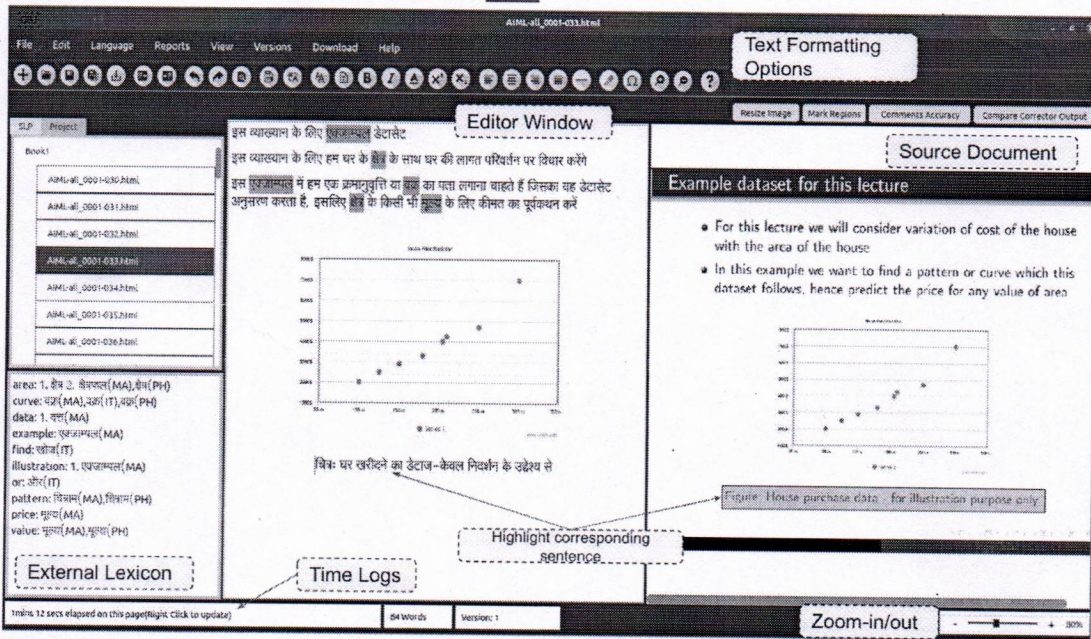 AIML-all_0001-033.html
File Edit Language Reports View Versions Download Help
Text Formatting
Options
Resize Image Mark Regions Comments Accuracy Compare Corrector Output
SLP Project
Book1
AIML-all_0001-030.html
AIML-all_0001-031.html
AIML-all_0001-032.html
AIML-all_0001-033.html
AIML-all_0001-034.html
AIML-all_0001-035.html
AIML-all_0001-036.html
area: 1. क्षेत्र 2. क्षेत्रफल(MA),क्षेत्र(PH)
curve: वक्र(MA),वक्र(IT),वक्र(PH)
data: 1. दत्त(MA)
example: एक्जाम्पल(MA)
find: खोज(IT)
illustration: 1. एक्जाम्पल(MA)
or: और(IT)
pattern: चित्राम(MA),चित्राम(PH)
price: मूल्य(MA)
value: मूल्य(MA),मूल्य(PH)
External Lexicon
Editor Window
इस व्याख्यान के लिए एक्जाम्पल डेटासेट
इस व्याख्यान के लिए हम घर के क्षेत्र के साथ घर की लागत परिवर्तन पर विचार करेंगे
इस एक्जाम्पल में हम एक क्रमानुवृत्ति या वक्र का पता लगाना चाहते हैं जिसका यह डेटासेट
अनुसरण करता है, इसलिए क्षेत्र के किसी भी मूल्य के लिए कीमत का पूर्वकथन करें
चित्रः घर खरीदने का डेटाज-केवल निदर्शन के उद्देश्य से
Highlight corresponding
sentence
Source Document
Example dataset for this lecture
For this lecture we will consider variation of cost of the house
with the area of the house
In this example we want to find a pattern or curve which this
dataset follows, hence predict the price for any value of area
Figure: House purchase data - for illustration purpose only
Time Logs
1mins 12 secs elapsed on this page(Right Click to update)
84 Words
Version: 1
Zoom-in/out
- + 80%